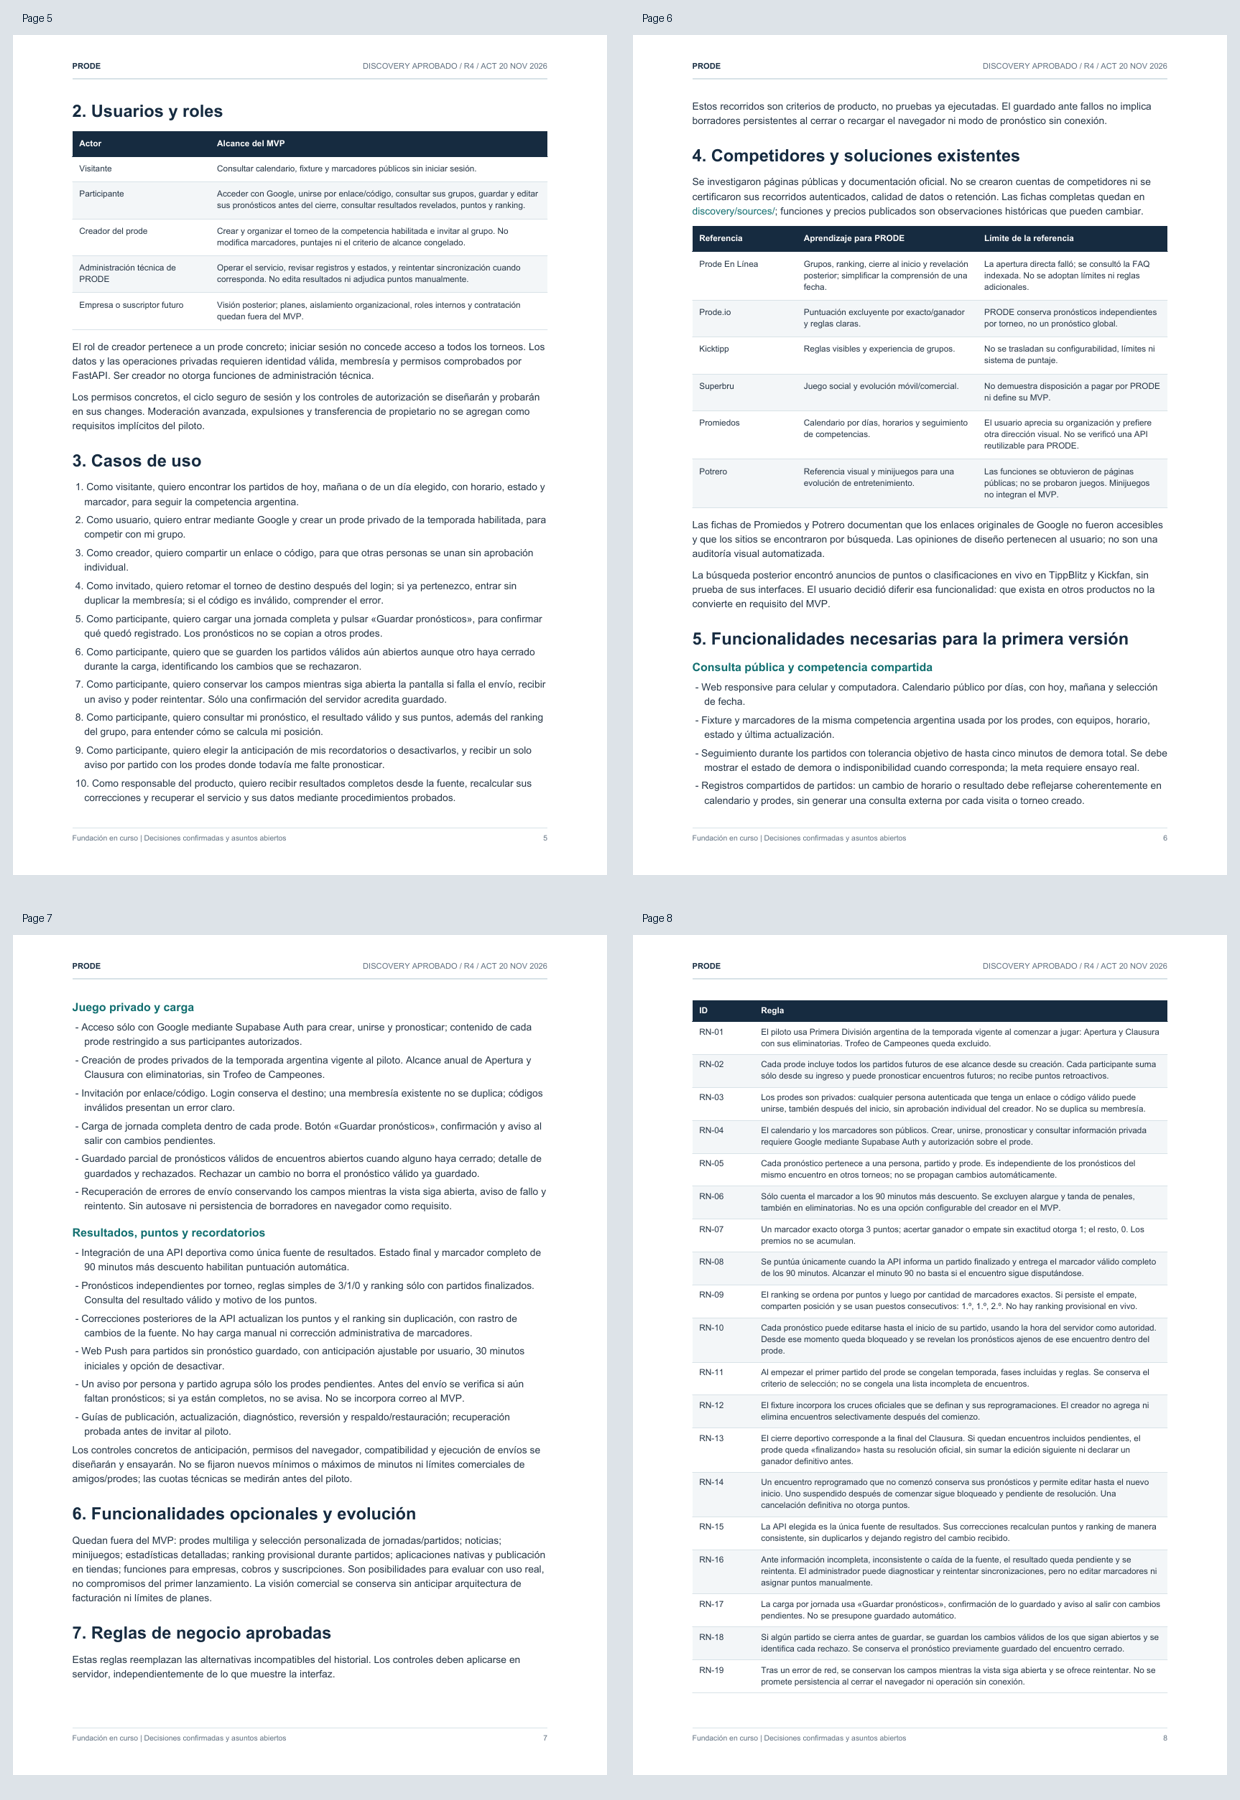 Page 5
PRODE
DISCOVERY APROBADO / R4 / ACT 20 NOV 2026
2. Usuarios y roles
Actor
Alcance del MVP
Visitante
Consultar calendario, fixture y marcadores públicos sin iniciar sesión.
Participante
Acceder con Google, unirse por enlace/código, consultar sus grupos, guardar y editar
sus pronósticos antes del cierre, consultar resultados revelados, puntos y ranking.
Creador del prode
Crear y organizar el torneo de la competencia habilitada e invitar al grupo. No
modifica marcadores, puntajes ni el criterio de alcance congelado.
Administración técnica de
PRODE
Operar el servicio, revisar registros y estados, y reintentar sincronización cuando
corresponda. No edita resultados ni adjudica puntos manualmente.
Empresa o suscriptor futuro
Visión posterior; planes, aislamiento organizacional, roles internos y contratación
quedan fuera del MVP.
El rol de creador pertenece a un prode concreto; iniciar sesión no concede acceso a todos los torneos. Los
datos y las operaciones privadas requieren identidad válida, membresía y permisos comprobados por
FastAPI. Ser creador no otorga funciones de administración técnica.
Los permisos concretos, el ciclo seguro de sesión y los controles de autorización se diseñarán y probarán
en sus changes. Moderación avanzada, expulsiones y transferencia de propietario no se agregan como
requisitos implícitos del piloto.
3. Casos de uso
1. Como visitante, quiero encontrar los partidos de hoy, mañana o de un día elegido, con horario, estado y
marcador, para seguir la competencia argentina.
2. Como usuario, quiero entrar mediante Google y crear un prode privado de la temporada habilitada, para
competir con mi grupo.
3. Como creador, quiero compartir un enlace o código, para que otras personas se unan sin aprobación
individual.
4. Como invitado, quiero retomar el torneo de destino después del login; si ya pertenezco, entrar sin
duplicar la membresía; si el código es inválido, comprender el error.
5. Como participante, quiero cargar una jornada completa y pulsar «Guardar pronósticos», para confirmar
qué quedó registrado. Los pronósticos no se copian a otros prodes.
6. Como participante, quiero que se guarden los partidos válidos aún abiertos aunque otro haya cerrado
durante la carga, identificando los cambios que se rechazaron.
7. Como participante, quiero conservar los campos mientras siga abierta la pantalla si falla el envío, recibir
un aviso y poder reintentar. Sólo una confirmación del servidor acredita guardado.
8. Como participante, quiero consultar mi pronóstico, el resultado válido y sus puntos, además del ranking
del grupo, para entender cómo se calcula mi posición.
9. Como participante, quiero elegir la anticipación de mis recordatorios o desactivarlos, y recibir un solo
aviso por partido con los prodes donde todavía me falte pronosticar.
10. Como responsable del producto, quiero recibir resultados completos desde la fuente, recalcular sus
correcciones y recuperar el servicio y sus datos mediante procedimientos probados.
Fundación en curso | Decisiones confirmadas y asuntos abiertos
5
Page 6
PRODE
DISCOVERY APROBADO / R4 / ACT 20 NOV 2026
Estos recorridos son criterios de producto, no pruebas ya ejecutadas. El guardado ante fallos no implica
borradores persistentes al cerrar o recargar el navegador ni modo de pronóstico sin conexión.
4. Competidores y soluciones existentes
Se investigaron páginas públicas y documentación oficial. No se crearon cuentas de competidores ni se
certificaron sus recorridos autenticados, calidad de datos o retención. Las fichas completas quedan en
discovery/sources/; funciones y precios publicados son observaciones históricas que pueden cambiar.
Referencia
Aprendizaje para PRODE
Límite de la referencia
Prode En Línea
Grupos, ranking, cierre al inicio y revelación
posterior; simplificar la comprensión de una
fecha.
La apertura directa falló; se consultó la FAQ
indexada. No se adoptan límites ni reglas
adicionales.
Prode.io
Puntuación excluyente por exacto/ganador
y reglas claras.
PRODE conserva pronósticos independientes
por torneo, no un pronóstico global.
Kicktipp
Reglas visibles y experiencia de grupos.
No se trasladan su configurabilidad, límites ni
sistema de puntaje.
Superbru
Juego social y evolución móvil/comercial.
No demuestra disposición a pagar por PRODE
ni define su MVP.
Promiedos
Calendario por días, horarios y seguimiento
de competencias.
El usuario aprecia su organización y prefiere
otra dirección visual. No se verificó una API
reutilizable para PRODE.
Potrero
Referencia visual y minijuegos para una
evolución de entretenimiento.
Las funciones se obtuvieron de páginas
públicas; no se probaron juegos. Minijuegos
no integran el MVP.
Las fichas de Promiedos y Potrero documentan que los enlaces originales de Google no fueron accesibles
y que los sitios se encontraron por búsqueda. Las opiniones de diseño pertenecen al usuario; no son una
auditoría visual automatizada.
La búsqueda posterior encontró anuncios de puntos o clasificaciones en vivo en TippBlitz y Kickfan, sin
prueba de sus interfaces. El usuario decidió diferir esa funcionalidad: que exista en otros productos no la
convierte en requisito del MVP.
5. Funcionalidades necesarias para la primera versión
Consulta pública y competencia compartida
- Web responsive para celular y computadora. Calendario público por días, con hoy, mañana y selección
de fecha.
- Fixture y marcadores de la misma competencia argentina usada por los prodes, con equipos, horario,
estado y última actualización.
- Seguimiento durante los partidos con tolerancia objetivo de hasta cinco minutos de demora total. Se debe
mostrar el estado de demora o indisponibilidad cuando corresponda; la meta requiere ensayo real.
- Registros compartidos de partidos: un cambio de horario o resultado debe reflejarse coherentemente en
calendario y prodes, sin generar una consulta externa por cada visita o torneo creado.
Fundación en curso | Decisiones confirmadas y asuntos abiertos
6
Page 7
PRODE
DISCOVERY APROBADO / R4 / ACT 20 NOV 2026
Juego privado y carga
- Acceso sólo con Google mediante Supabase Auth para crear, unirse y pronosticar; contenido de cada
prode restringido a sus participantes autorizados.
- Creación de prodes privados de la temporada argentina vigente al piloto. Alcance anual de Apertura y
Clausura con eliminatorias, sin Trofeo de Campeones.
- Invitación por enlace/código. Login conserva el destino; una membresía existente no se duplica; códigos
inválidos presentan un error claro.
- Carga de jornada completa dentro de cada prode. Botón «Guardar pronósticos», confirmación y aviso al
salir con cambios pendientes.
- Guardado parcial de pronósticos válidos de encuentros abiertos cuando alguno haya cerrado; detalle de
guardados y rechazados. Rechazar un cambio no borra el pronóstico válido ya guardado.
- Recuperación de errores de envío conservando los campos mientras la vista siga abierta, aviso de fallo y
reintento. Sin autosave ni persistencia de borradores en navegador como requisito.
Resultados, puntos y recordatorios
- Integración de una API deportiva como única fuente de resultados. Estado final y marcador completo de
90 minutos más descuento habilitan puntuación automática.
- Pronósticos independientes por torneo, reglas simples de 3/1/0 y ranking sólo con partidos finalizados.
Consulta del resultado válido y motivo de los puntos.
- Correcciones posteriores de la API actualizan los puntos y el ranking sin duplicación, con rastro de
cambios de la fuente. No hay carga manual ni corrección administrativa de marcadores.
- Web Push para partidos sin pronóstico guardado, con anticipación ajustable por usuario, 30 minutos
iniciales y opción de desactivar.
- Un aviso por persona y partido agrupa sólo los prodes pendientes. Antes del envío se verifica si aún
faltan pronósticos; si ya están completos, no se avisa. No se incorpora correo al MVP.
- Guías de publicación, actualización, diagnóstico, reversión y respaldo/restauración; recuperación
probada antes de invitar al piloto.
Los controles concretos de anticipación, permisos del navegador, compatibilidad y ejecución de envíos se
diseñarán y ensayarán. No se fijaron nuevos mínimos o máximos de minutos ni límites comerciales de
amigos/prodes; las cuotas técnicas se medirán antes del piloto.
6. Funcionalidades opcionales y evolución
Quedan fuera del MVP: prodes multiliga y selección personalizada de jornadas/partidos; noticias;
minijuegos; estadísticas detalladas; ranking provisional durante partidos; aplicaciones nativas y publicación
en tiendas; funciones para empresas, cobros y suscripciones. Son posibilidades para evaluar con uso real,
no compromisos del primer lanzamiento. La visión comercial se conserva sin anticipar arquitectura de
facturación ni límites de planes.
7. Reglas de negocio aprobadas
Estas reglas reemplazan las alternativas incompatibles del historial. Los controles deben aplicarse en
servidor, independientemente de lo que muestre la interfaz.
Fundación en curso | Decisiones confirmadas y asuntos abiertos
7
Page 8
PRODE
DISCOVERY APROBADO / R4 / ACT 20 NOV 2026
ID
Regla
RN-01
El piloto usa Primera División argentina de la temporada vigente al comenzar a jugar: Apertura y Clausura
con sus eliminatorias. Trofeo de Campeones queda excluido.
RN-02
Cada prode incluye todos los partidos futuros de ese alcance desde su creación. Cada participante suma
sólo desde su ingreso y puede pronosticar encuentros futuros; no recibe puntos retroactivos.
RN-03
Los prodes son privados: cualquier persona autenticada que tenga un enlace o código válido puede
unirse, también después del inicio, sin aprobación individual del creador. No se duplica su membresía.
RN-04
El calendario y los marcadores son públicos. Crear, unirse, pronosticar y consultar información privada
requiere Google mediante Supabase Auth y autorización sobre el prode.
RN-05
Cada pronóstico pertenece a una persona, partido y prode. Es independiente de los pronósticos del
mismo encuentro en otros torneos; no se propagan cambios automáticamente.
RN-06
Sólo cuenta el marcador a los 90 minutos más descuento. Se excluyen alargue y tanda de penales,
también en eliminatorias. No es una opción configurable del creador en el MVP.
RN-07
Un marcador exacto otorga 3 puntos; acertar ganador o empate sin exactitud otorga 1; el resto, 0. Los
premios no se acumulan.
RN-08
Se puntúa únicamente cuando la API informa un partido finalizado y entrega el marcador válido completo
de los 90 minutos. Alcanzar el minuto 90 no basta si el encuentro sigue disputándose.
RN-09
El ranking se ordena por puntos y luego por cantidad de marcadores exactos. Si persiste el empate,
comparten posición y se usan puestos consecutivos: 1.º, 1.º, 2.º. No hay ranking provisional en vivo.
RN-10
Cada pronóstico puede editarse hasta el inicio de su partido, usando la hora del servidor como autoridad.
Desde ese momento queda bloqueado y se revelan los pronósticos ajenos de ese encuentro dentro del
prode.
RN-11
Al empezar el primer partido del prode se congelan temporada, fases incluidas y reglas. Se conserva el
criterio de selección; no se congela una lista incompleta de encuentros.
RN-12
El fixture incorpora los cruces oficiales que se definan y sus reprogramaciones. El creador no agrega ni
elimina encuentros selectivamente después del comienzo.
RN-13
El cierre deportivo corresponde a la final del Clausura. Si quedan encuentros incluidos pendientes, el
prode queda «finalizando» hasta su resolución oficial, sin sumar la edición siguiente ni declarar un
ganador definitivo antes.
RN-14
Un encuentro reprogramado que no comenzó conserva sus pronósticos y permite editar hasta el nuevo
inicio. Uno suspendido después de comenzar sigue bloqueado y pendiente de resolución. Una
cancelación definitiva no otorga puntos.
RN-15
La API elegida es la única fuente de resultados. Sus correcciones recalculan puntos y ranking de manera
consistente, sin duplicarlos y dejando registro del cambio recibido.
RN-16
Ante información incompleta, inconsistente o caída de la fuente, el resultado queda pendiente y se
reintenta. El administrador puede diagnosticar y reintentar sincronizaciones, pero no editar marcadores ni
asignar puntos manualmente.
RN-17
La carga por jornada usa «Guardar pronósticos», confirmación de lo guardado y aviso al salir con cambios
pendientes. No se presupone guardado automático.
RN-18
Si algún partido se cierra antes de guardar, se guardan los cambios válidos de los que sigan abiertos y se
identifica cada rechazo. Se conserva el pronóstico previamente guardado del encuentro cerrado.
RN-19
Tras un error de red, se conservan los campos mientras la vista siga abierta y se ofrece reintentar. No se
promete persistencia al cerrar el navegador ni operación sin conexión.
Fundación en curso | Decisiones confirmadas y asuntos abiertos
8